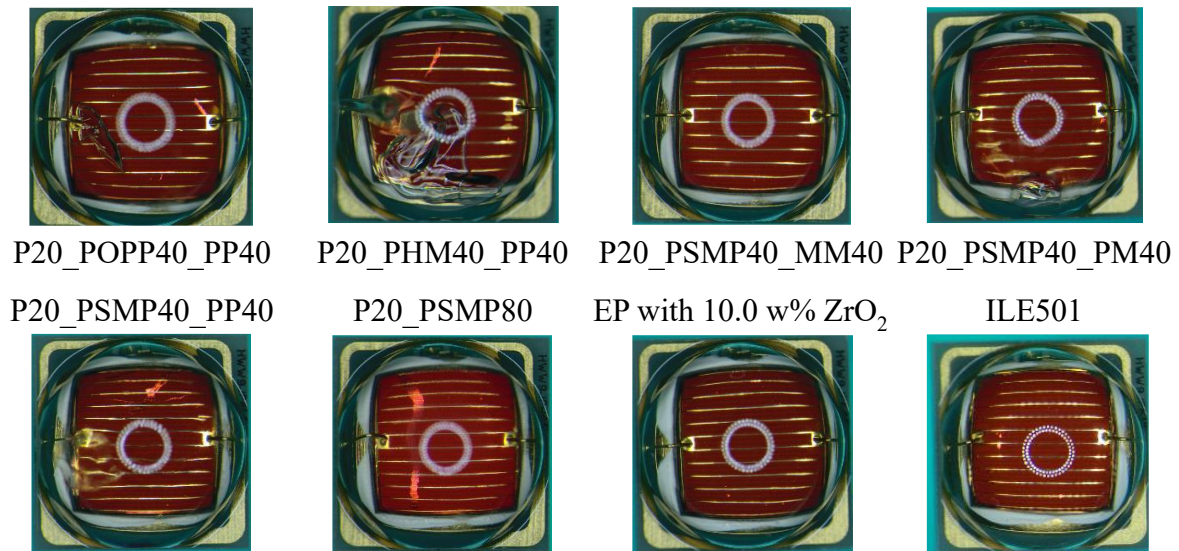 P20_POPP40_PP40 P20_PHM40_PP40 P20_PSMP40_MM40 P20_PSMP40_PM40
P20_PSMP40_PP40 P20_PSMP80 EP with 10.0 w% ZrO₂ ILE501